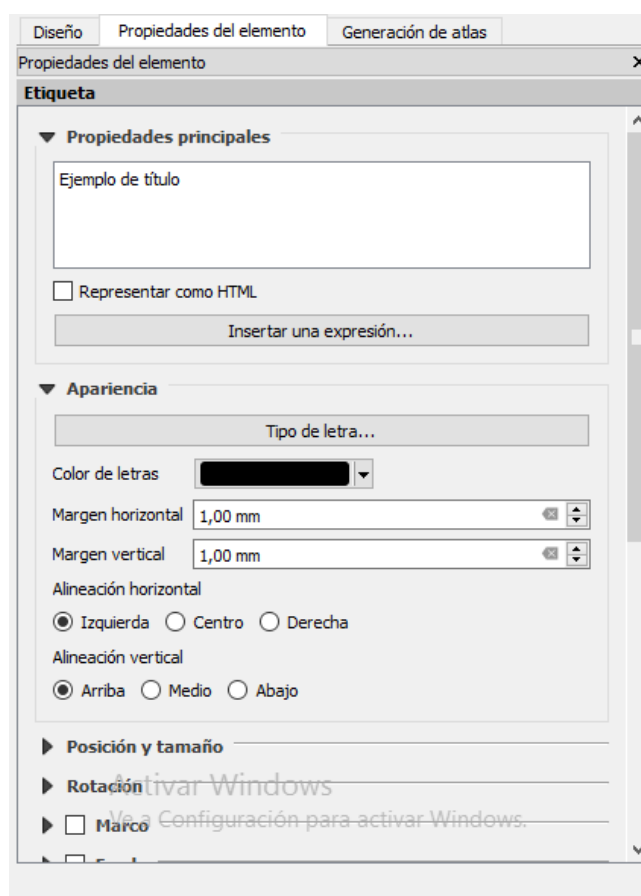 Diseño Propiedades del elemento Generación de atlas
Propiedades del elemento
Etiqueta
Propiedades principales
Ejemplo de título
Representar como HTML
Insertar una expresión...
Apariencia
Tipo de letra...
Color de letras
Margen horizontal 1,00 mm
Margen vertical 1,00 mm
Alineación horizontal
Izquierda Centro Derecha
Alineación vertical
Arriba Medio Abajo
Posición y tamaño
Rotación
Activar Windows
Marco
Ve a Configuración para activar Windows.